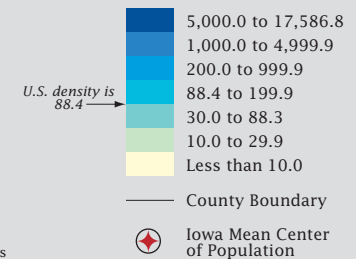 5,000.0 to 17,586.8
1,000.0 to 4,999.9
200.0 to 999.9
U.S. density is
88.4
88.4 to 199.9
30.0 to 88.3
10.0 to 29.9
Less than 10.0
County Boundary
Iowa Mean Center
of Population
s